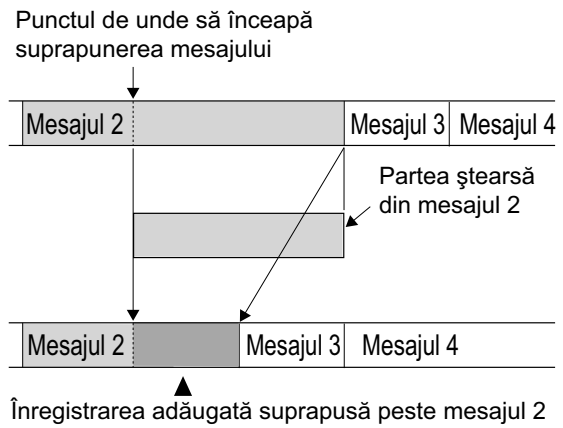 Punctul de unde să înceapă
suprapunerea mesajului
Mesajul 2 Mesajul 3 Mesajul 4
Partea ştearsă
din mesajul 2
Mesajul 2 Mesajul 3 Mesajul 4
Înregistrarea adăugată suprapusă peste mesajul 2